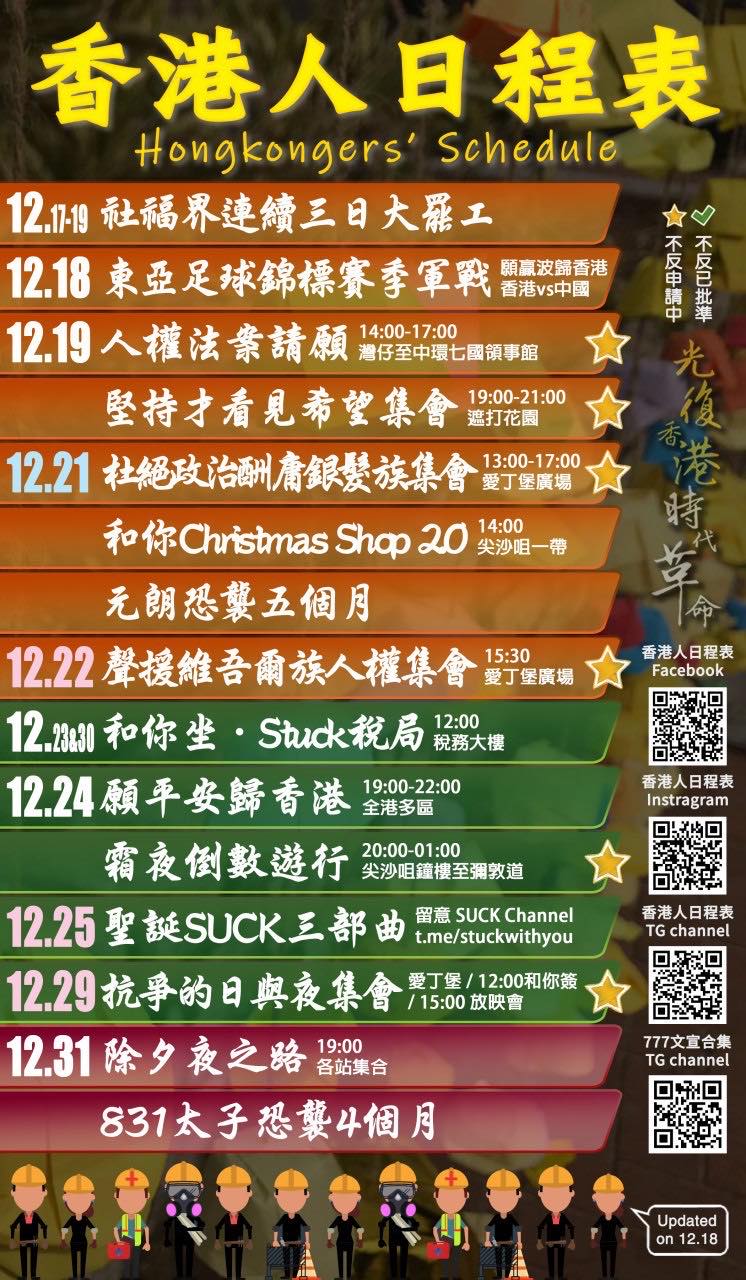 香港人日程表
Hongkongers' Schedule
12.17-19 社福界連續三日大罷工
12.18 東亞足球錦標賽季軍戰 願贏波歸香港
香港vs中國
12.19 人權法案請願 14:00-17:00
灣仔至中環七國領事館
堅持才看見希望集會 19:00-21:00
遮打花園
12.21 杜絕政治酬庸銀髮族集會 13:00-17:00
愛丁堡廣場
和你Christmas Shop 2.0 14:00
尖沙咀一帶
元朗恐襲五個月
12.22 聲援維吾爾族人權集會 15:30
愛丁堡廣場
12.23&30 和你坐·Stuck稅局 12:00
稅務大樓
12.24 願平安歸香港 19:00-22:00
全港多區
霜夜倒數遊行 20:00-01:00
尖沙咀鐘樓至彌敦道
12.25 聖誕SUCK三部曲 留意 SUCK Channel
t.me/stuckwithyou
12.29 抗爭的日與夜集會 愛丁堡 / 12:00和你簽
/ 15:00 放映會
12.31 除夕夜之路 19:00
各站集合
831太子恐襲4個月
不反已批準
不反申請中
光復香港
時代革命
香港人日程表
Facebook
香港人日程表
Instragram
香港人日程表
TG channel
777文宣合集
TG channel
Updated
on 12.18